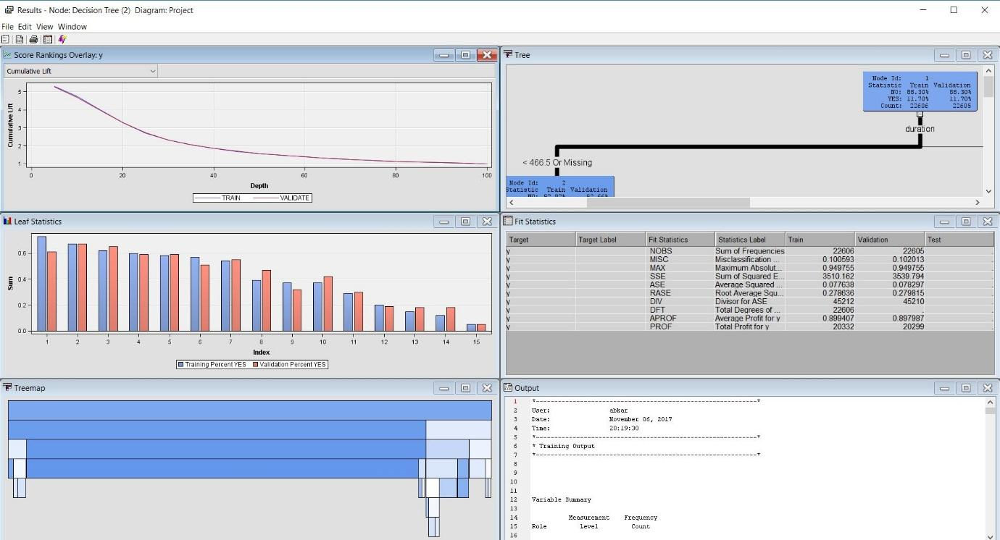 Results - Node: Decision Tree (2) Diagram: Project
File Edit View Window
Score Rankings Overlay: y
Cumulative Lift
Cumulative Lift
5
4
3
2
1
0 20 40 60 80 100
Depth
TRAIN VALIDATE
Tree
Node Id: 1
Statistic Train Validation
NO: 88.30% 88.30%
YES: 11.70% 11.70%
Count: 22606 22605
duration
< 466.5 Or Missing
Node Id: 2
Statistic Train Validation
Leaf Statistics
Sum
0.6
0.4
0.2
0.0
1 2 3 4 5 6 7 8 9 10 11 12 13 14 15
Index
Training Percent YES Validation Percent YES
Fit Statistics
Target Target Label Fit Statistics Statistics Label Train Validation Test
y NOBS Sum of Frequencies 22606 22605 .
y MISC Misclassification ... 0.100593 0.102013 .
y MAX Maximum Absolut... 0.949755 0.949755 .
y SSE Sum of Squared E... 3510.162 3539.794 .
y ASE Average Squared ... 0.077638 0.078297 .
y RASE Root Average Squ... 0.278636 0.279815 .
y DIV Divisor for ASE 45212 45210 .
y DFT Total Degrees of ... 22606 . .
y APROF Average Profit for y 0.899407 0.897987 .
y PROF Total Profit for y 20332 20299 .
Treemap
Output
1 *------------------------------------------------------------*
2 User: abkar
3 Date: November 06, 2017
4 Time: 20:19:30
5 *------------------------------------------------------------*
6 * Training Output
7 *------------------------------------------------------------*
8
9
10
11
12 Variable Summary
13
14 Measurement Frequency
15 Role Level Count
16